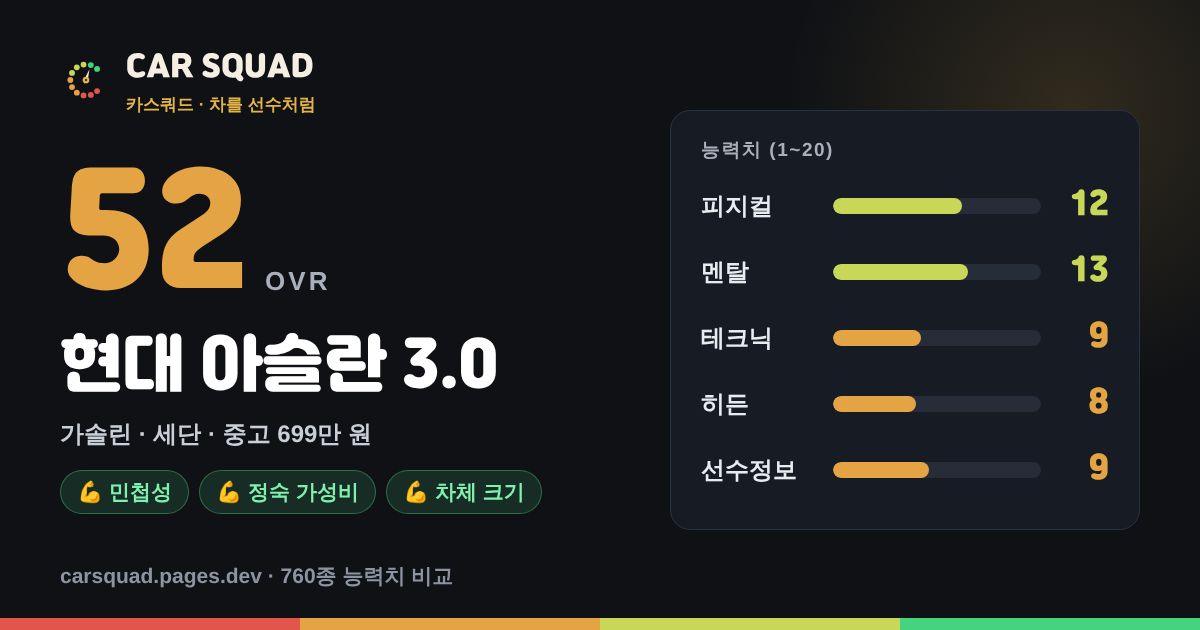 CAR SQUAD
카스쿼드 · 차를 선수처럼
52 OVR
현대 아슬란 3.0
가솔린 · 세단 · 중고 699만 원
💪 민첩성 💪 정숙 가성비 💪 차체 크기
carsquad.pages.dev · 760종 능력치 비교
능력치 (1~20)
피지컬 12
멘탈 13
테크닉 9
히든 8
선수정보 9